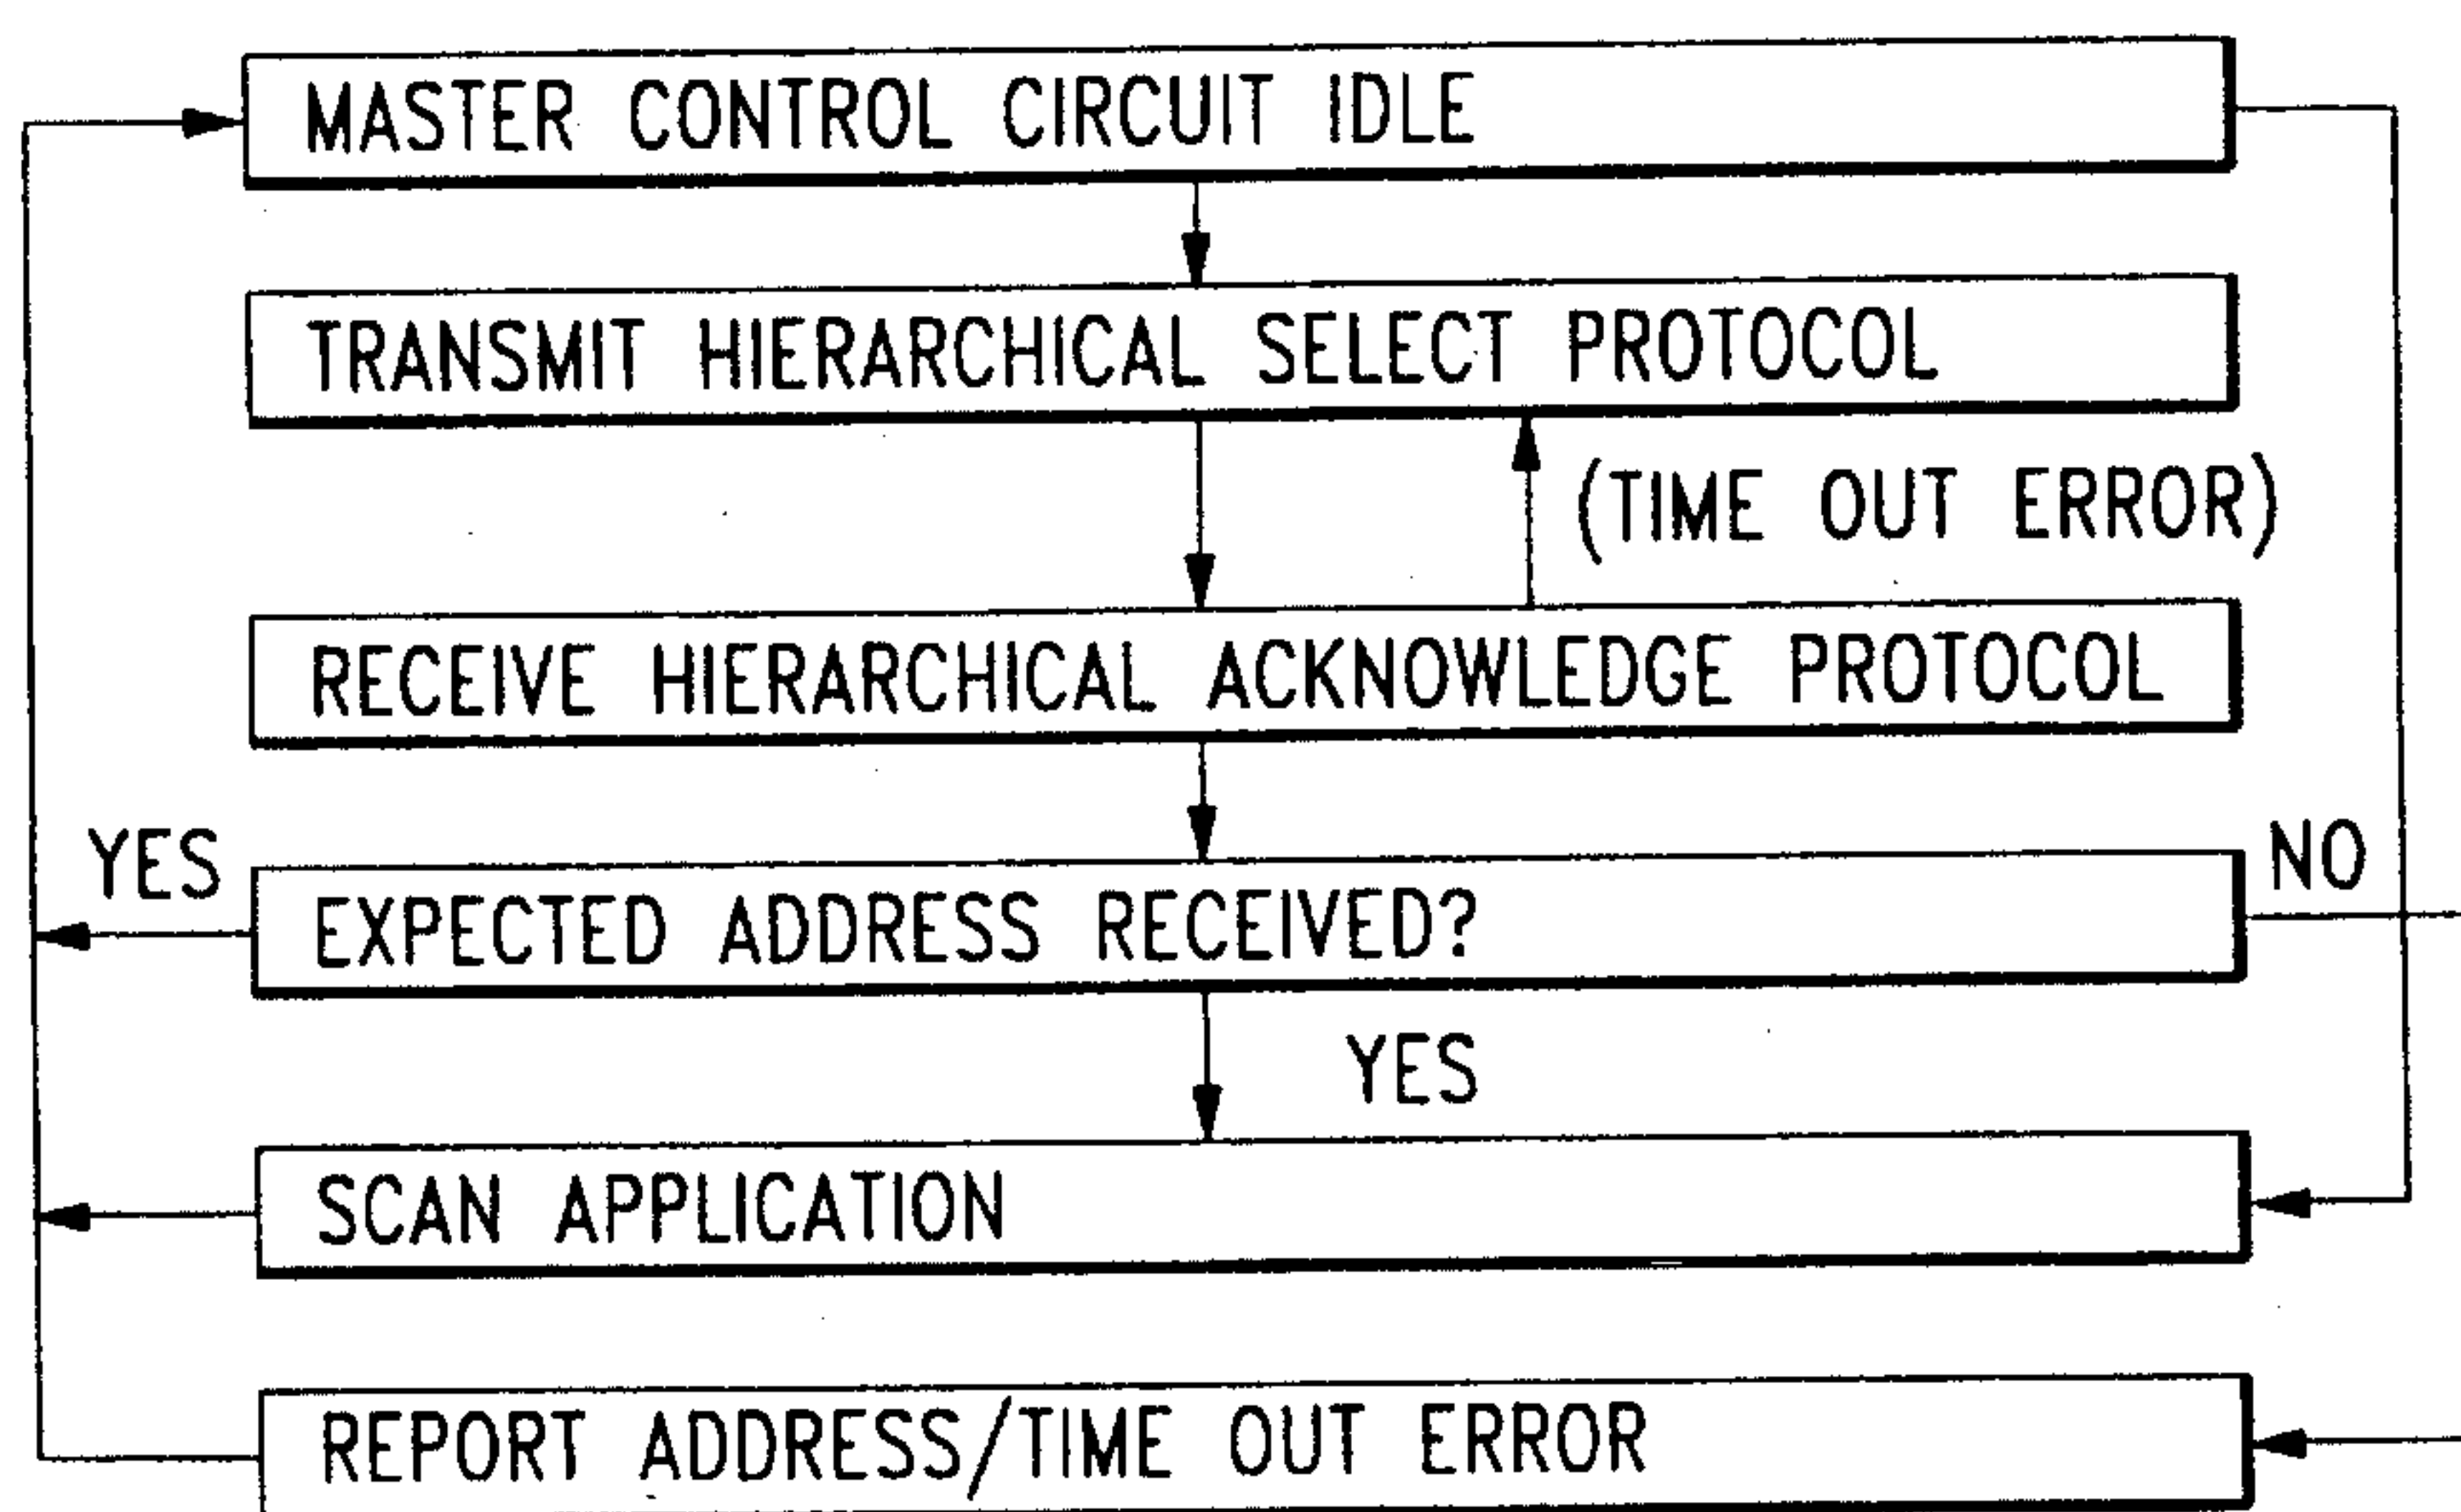 MASTER CONTROL CIRCUIT IDLE
TRANSMIT HIERARCHICAL SELECT PROTOCOL
(TIME OUT ERROR)
RECEIVE HIERARCHICAL ACKNOWLEDGE PROTOCOL
YES
NO
EXPECTED ADDRESS RECEIVED?
YES
SCAN APPLICATION
REPORT ADDRESS/TIME OUT ERROR